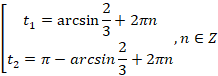 t₁ = arcsin 2/3 + 2πn
, n ∈ Z
t₂ = π − arcsin 2/3 + 2πn